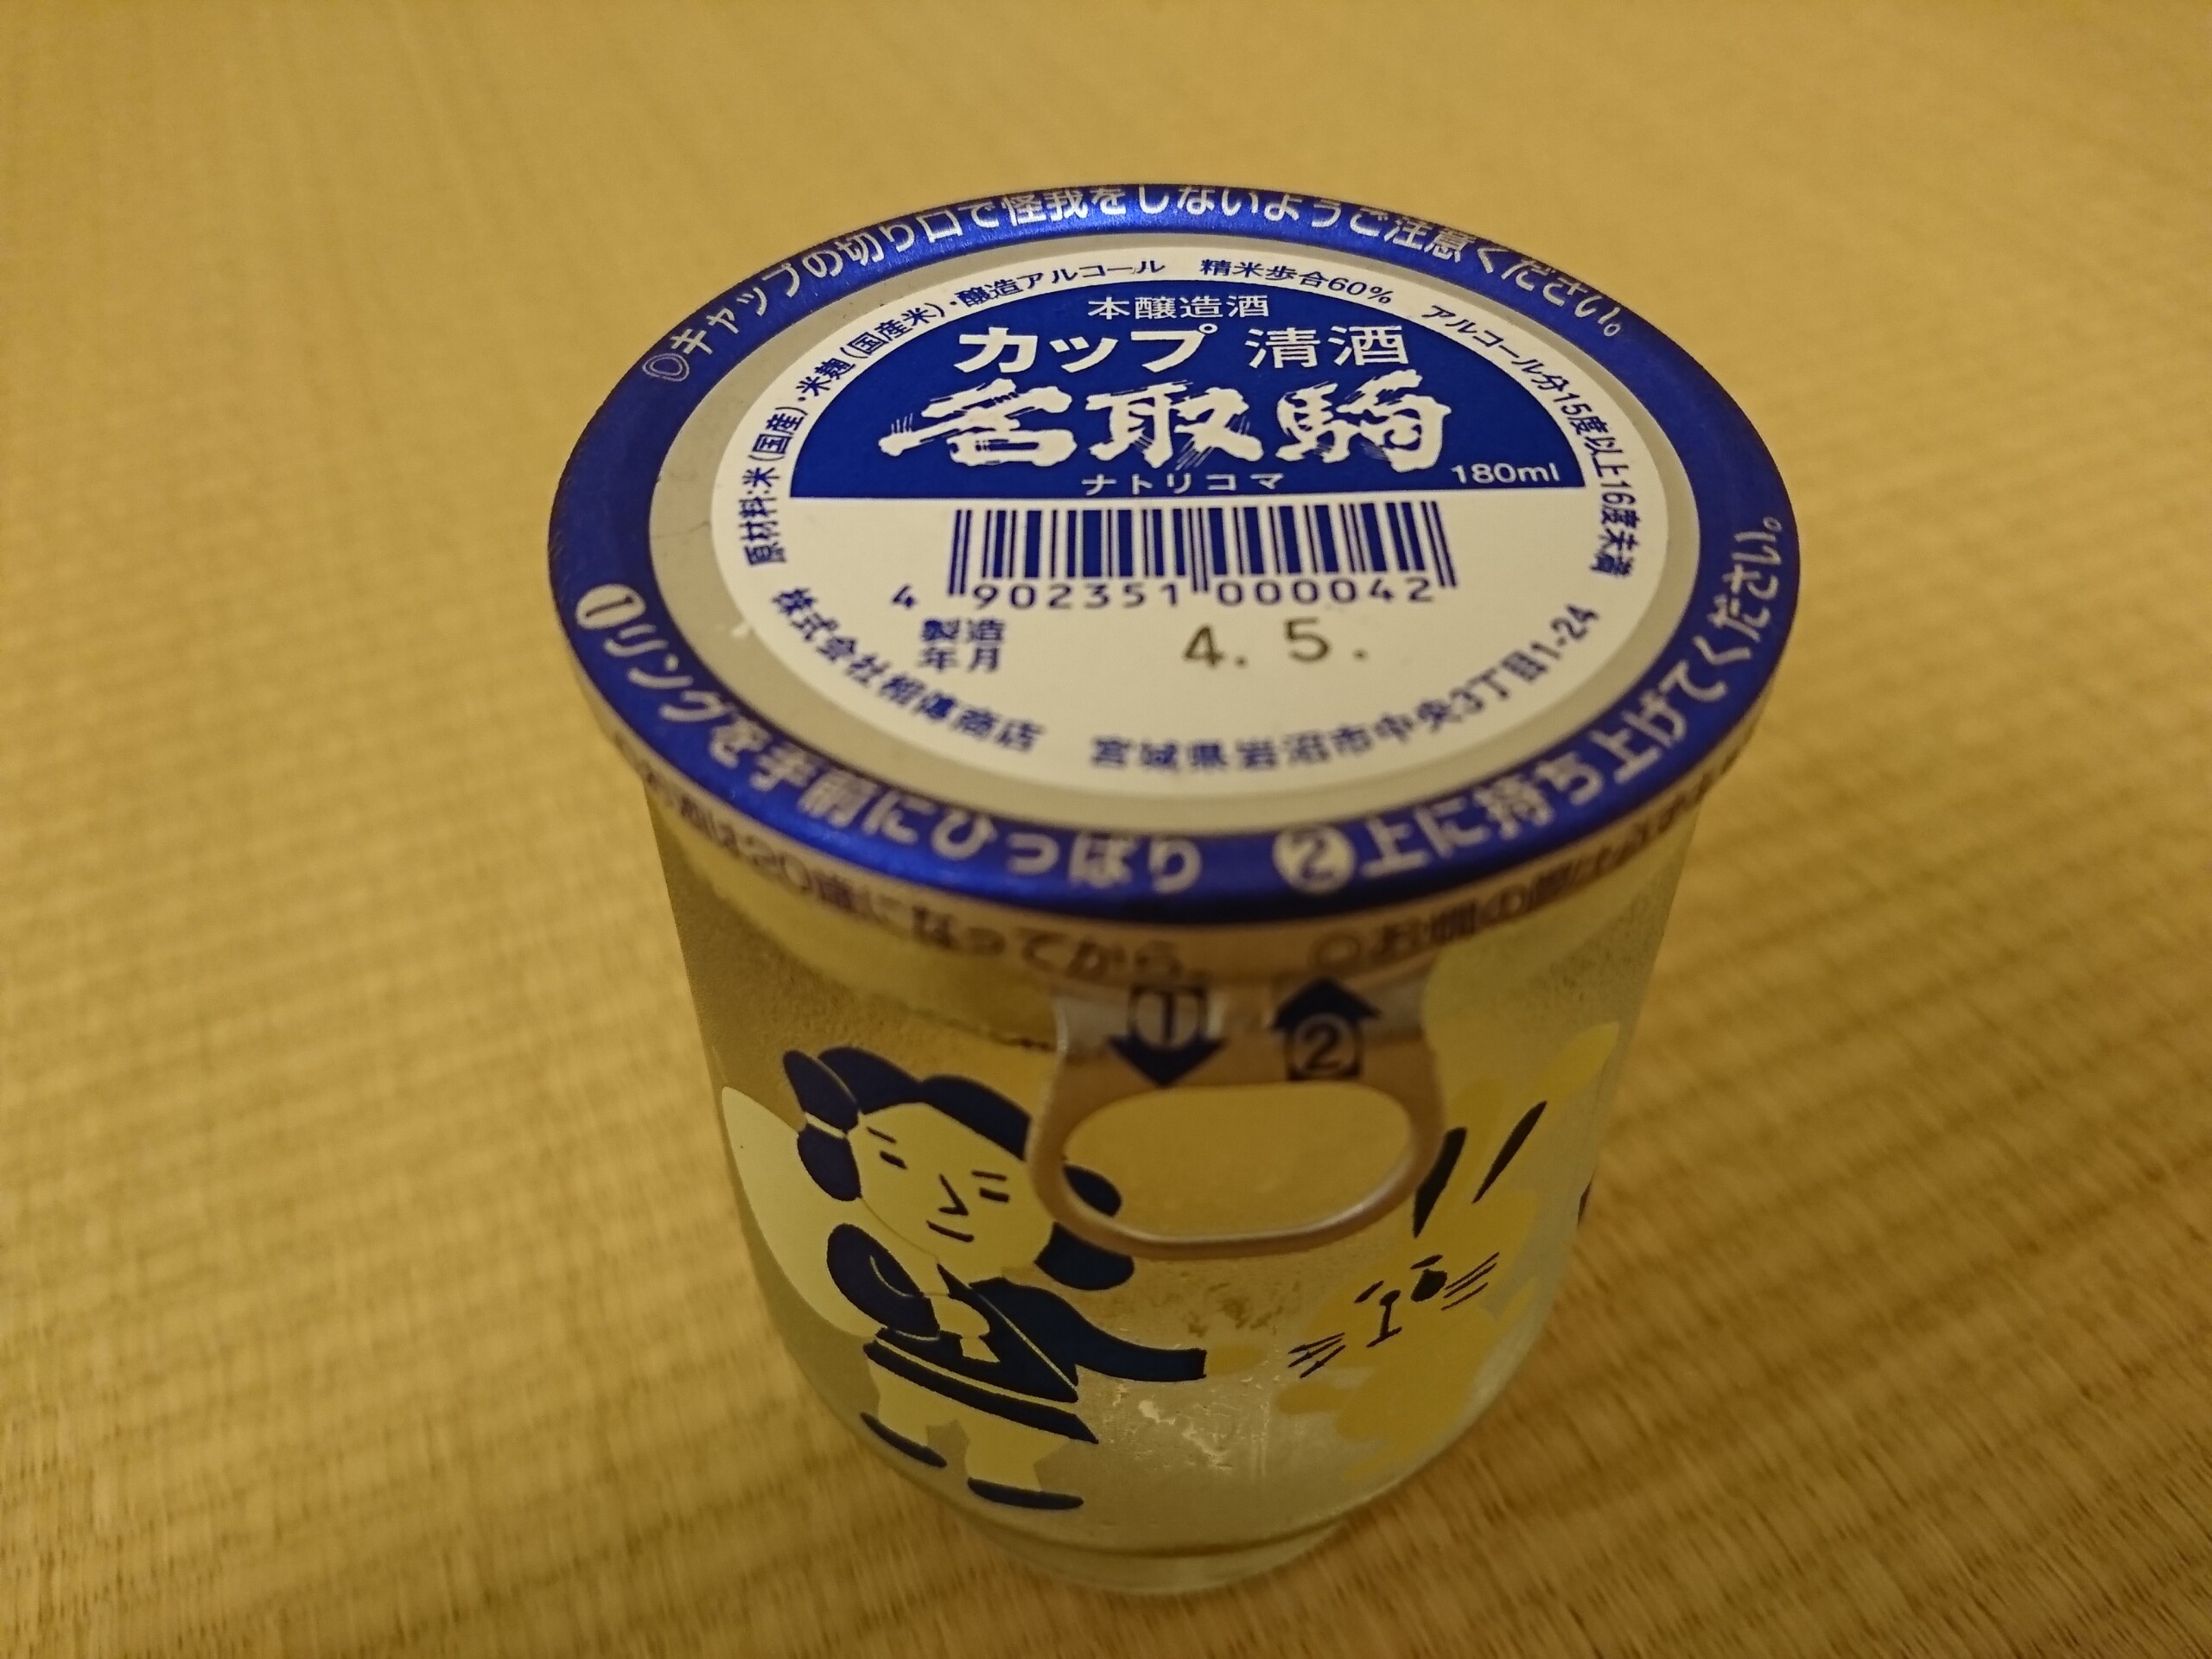 ◎キャップの切り口で怪我をしないようご注意ください。
原材料:米(国産)・米麹(国産米)・醸造アルコール 精米歩合60% アルコール分15度以上16度未満
本醸造酒
カップ 清酒
名取駒
ナトリコマ
180ml
4 902351 000042
製造
年月
4. 5.
株式会社相傳商店 宮城県岩沼市中央3丁目1-24
①リングを手前にひっぱり ②上に持ち上げてください。
は20歳になってから。 ○お
①
②